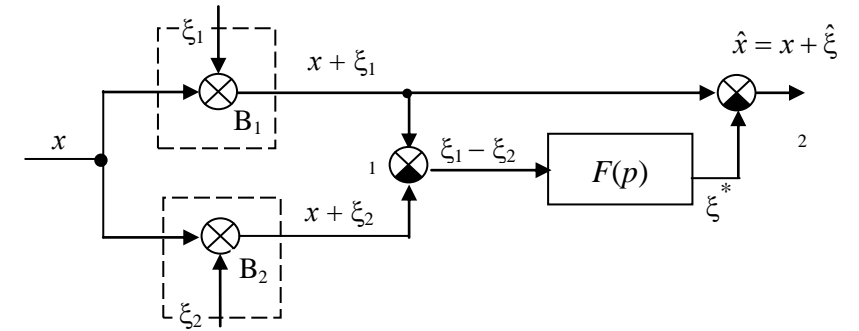 ξ₁
x + ξ₁
x̂ = x + ξ̂
B₁
x
1
ξ₁ – ξ₂
F(p)
2
ξ*
x + ξ₂
B₂
ξ₂